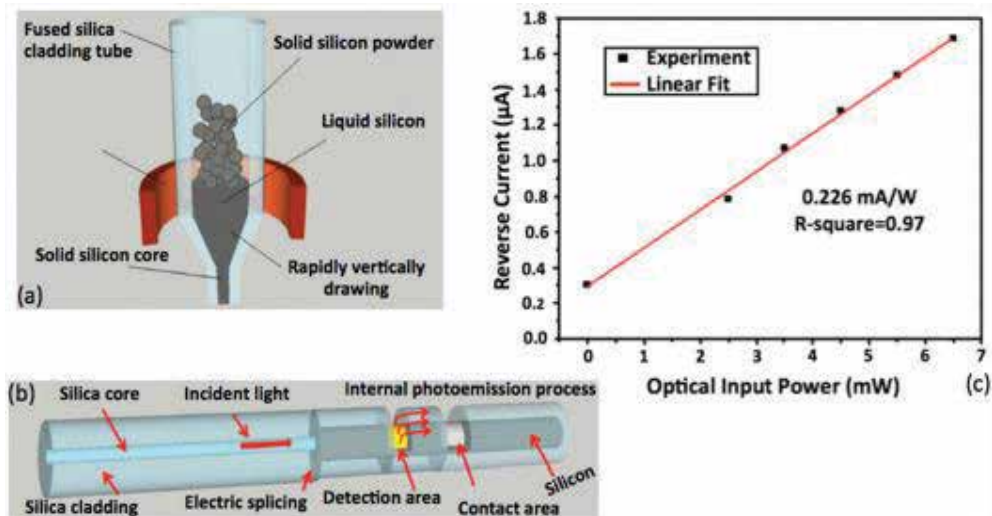 Fused silica
cladding tube
Solid silicon powder
Liquid silicon
Solid silicon core
Rapidly vertically
drawing
(a)
Reverse Current (μA)
1.8
1.6
1.4
1.2
1.0
0.8
0.6
0.4
0.2
0.0
Experiment
Linear Fit
0.226 mA/W
R-square=0.97
0 1 2 3 4 5 6 7
Optical Input Power (mW)
(c)
(b)
Silica core
Incident light
Internal photoemission process
Silica cladding
Electric splicing
Detection area
Contact area
Silicon